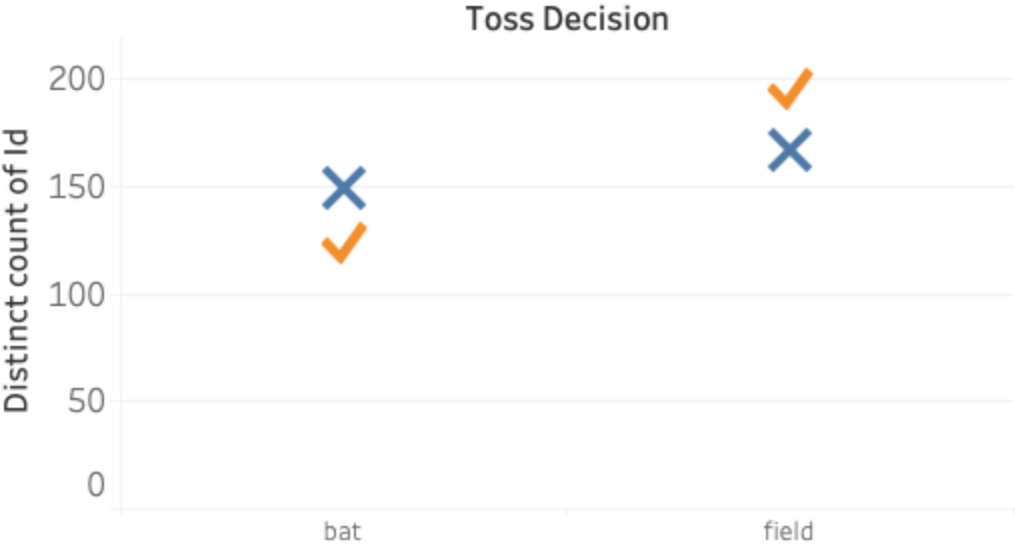 Toss Decision
Distinct count of Id
200
150
100
50
0
bat
field